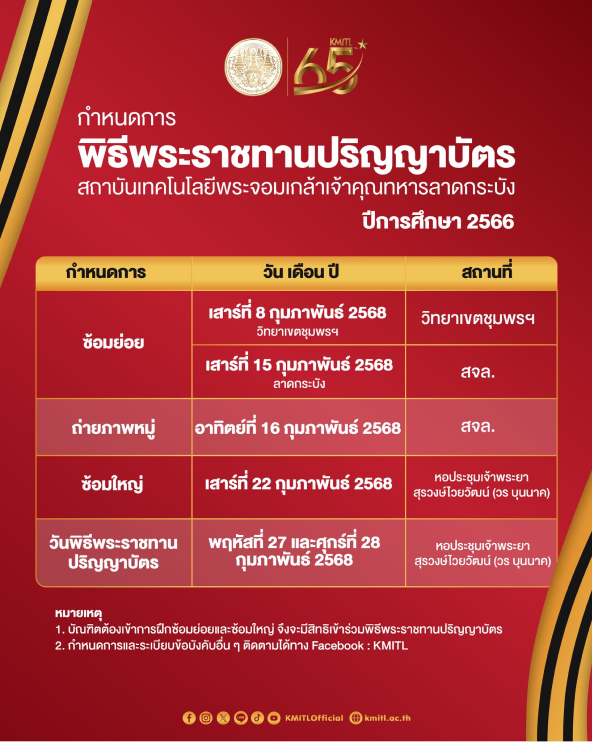 KMITL
65
กำหนดการ
พิธีพระราชทานปริญญาบัตร
สถาบันเทคโนโลยีพระจอมเกล้าเจ้าคุณทหารลาดกระบัง
ปีการศึกษา 2566
กำหนดการ วัน เดือน ปี สถานที่
ซ้อมย่อย
เสาร์ที่ 8 กุมภาพันธ์ 2568
วิทยาเขตชุมพรฯ
วิทยาเขตชุมพรฯ
เสาร์ที่ 15 กุมภาพันธ์ 2568
ลาดกระบัง
สจล.
ถ่ายภาพหมู่ อาทิตย์ที่ 16 กุมภาพันธ์ 2568 สจล.
ซ้อมใหญ่ เสาร์ที่ 22 กุมภาพันธ์ 2568
หอประชุมเจ้าพระยา
สุรวงษ์ไวยวัฒน์ (วร บุนนาค)
วันพิธีพระราชทาน
ปริญญาบัตร
พฤหัสที่ 27 และศุกร์ที่ 28
กุมภาพันธ์ 2568
หอประชุมเจ้าพระยา
สุรวงษ์ไวยวัฒน์ (วร บุนนาค)
หมายเหตุ
1. บัณฑิตต้องเข้าการฝึกซ้อมย่อยและซ้อมใหญ่ จึงจะมีสิทธิเข้าร่วมพิธีพระราชทานปริญญาบัตร
2. กำหนดการและระเบียบข้อบังคับอื่น ๆ ติดตามได้ทาง Facebook : KMITL
KMITLOfficial kmitl.ac.th